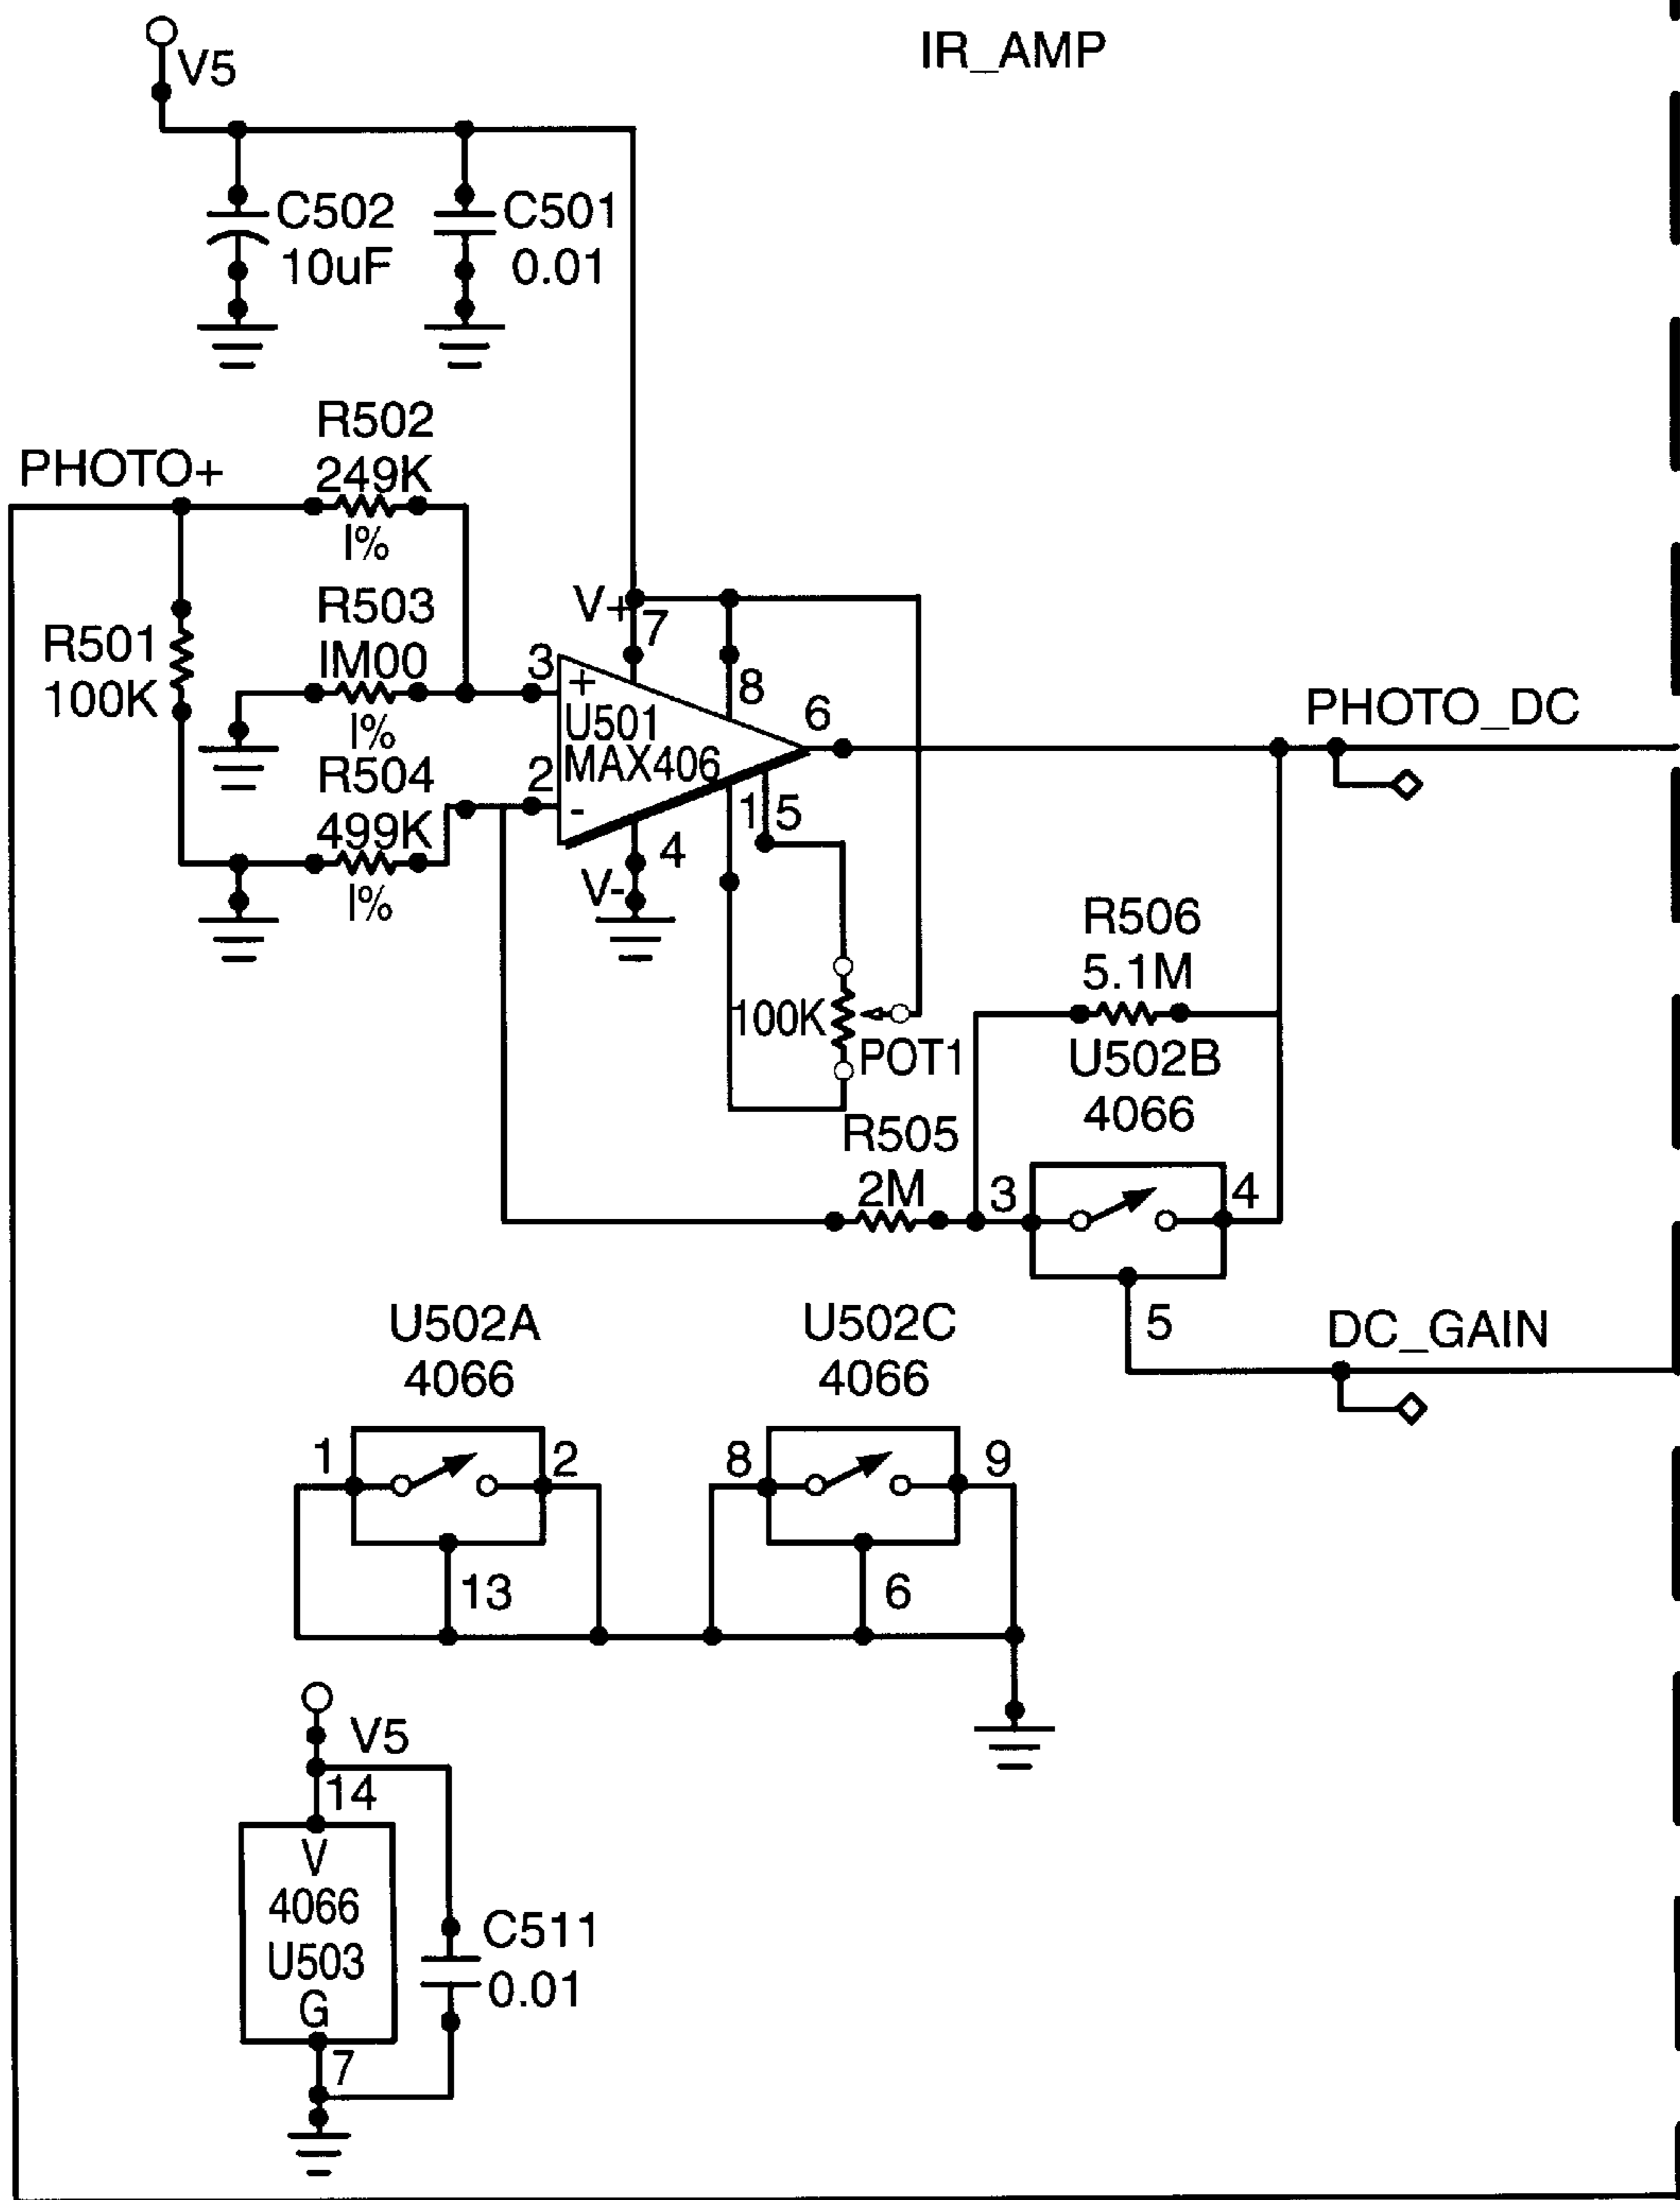 IR_AMP
V5
C502
10uF
C501
0.01
R502
249K
I%
PHOTO+
R503
IM00
I%
R501
100K
R504
499K
I%
V+
7
3
+
8
U501
MAX406
6
2
-
1
5
4
V-
PHOTO_DC
100K
POT1
R506
5.1M
U502B
4066
R505
2M
3
4
5
DC_GAIN
U502A
4066
1
2
13
U502C
4066
8
9
6
V5
14
V
4066
U503
G
7
C511
0.01